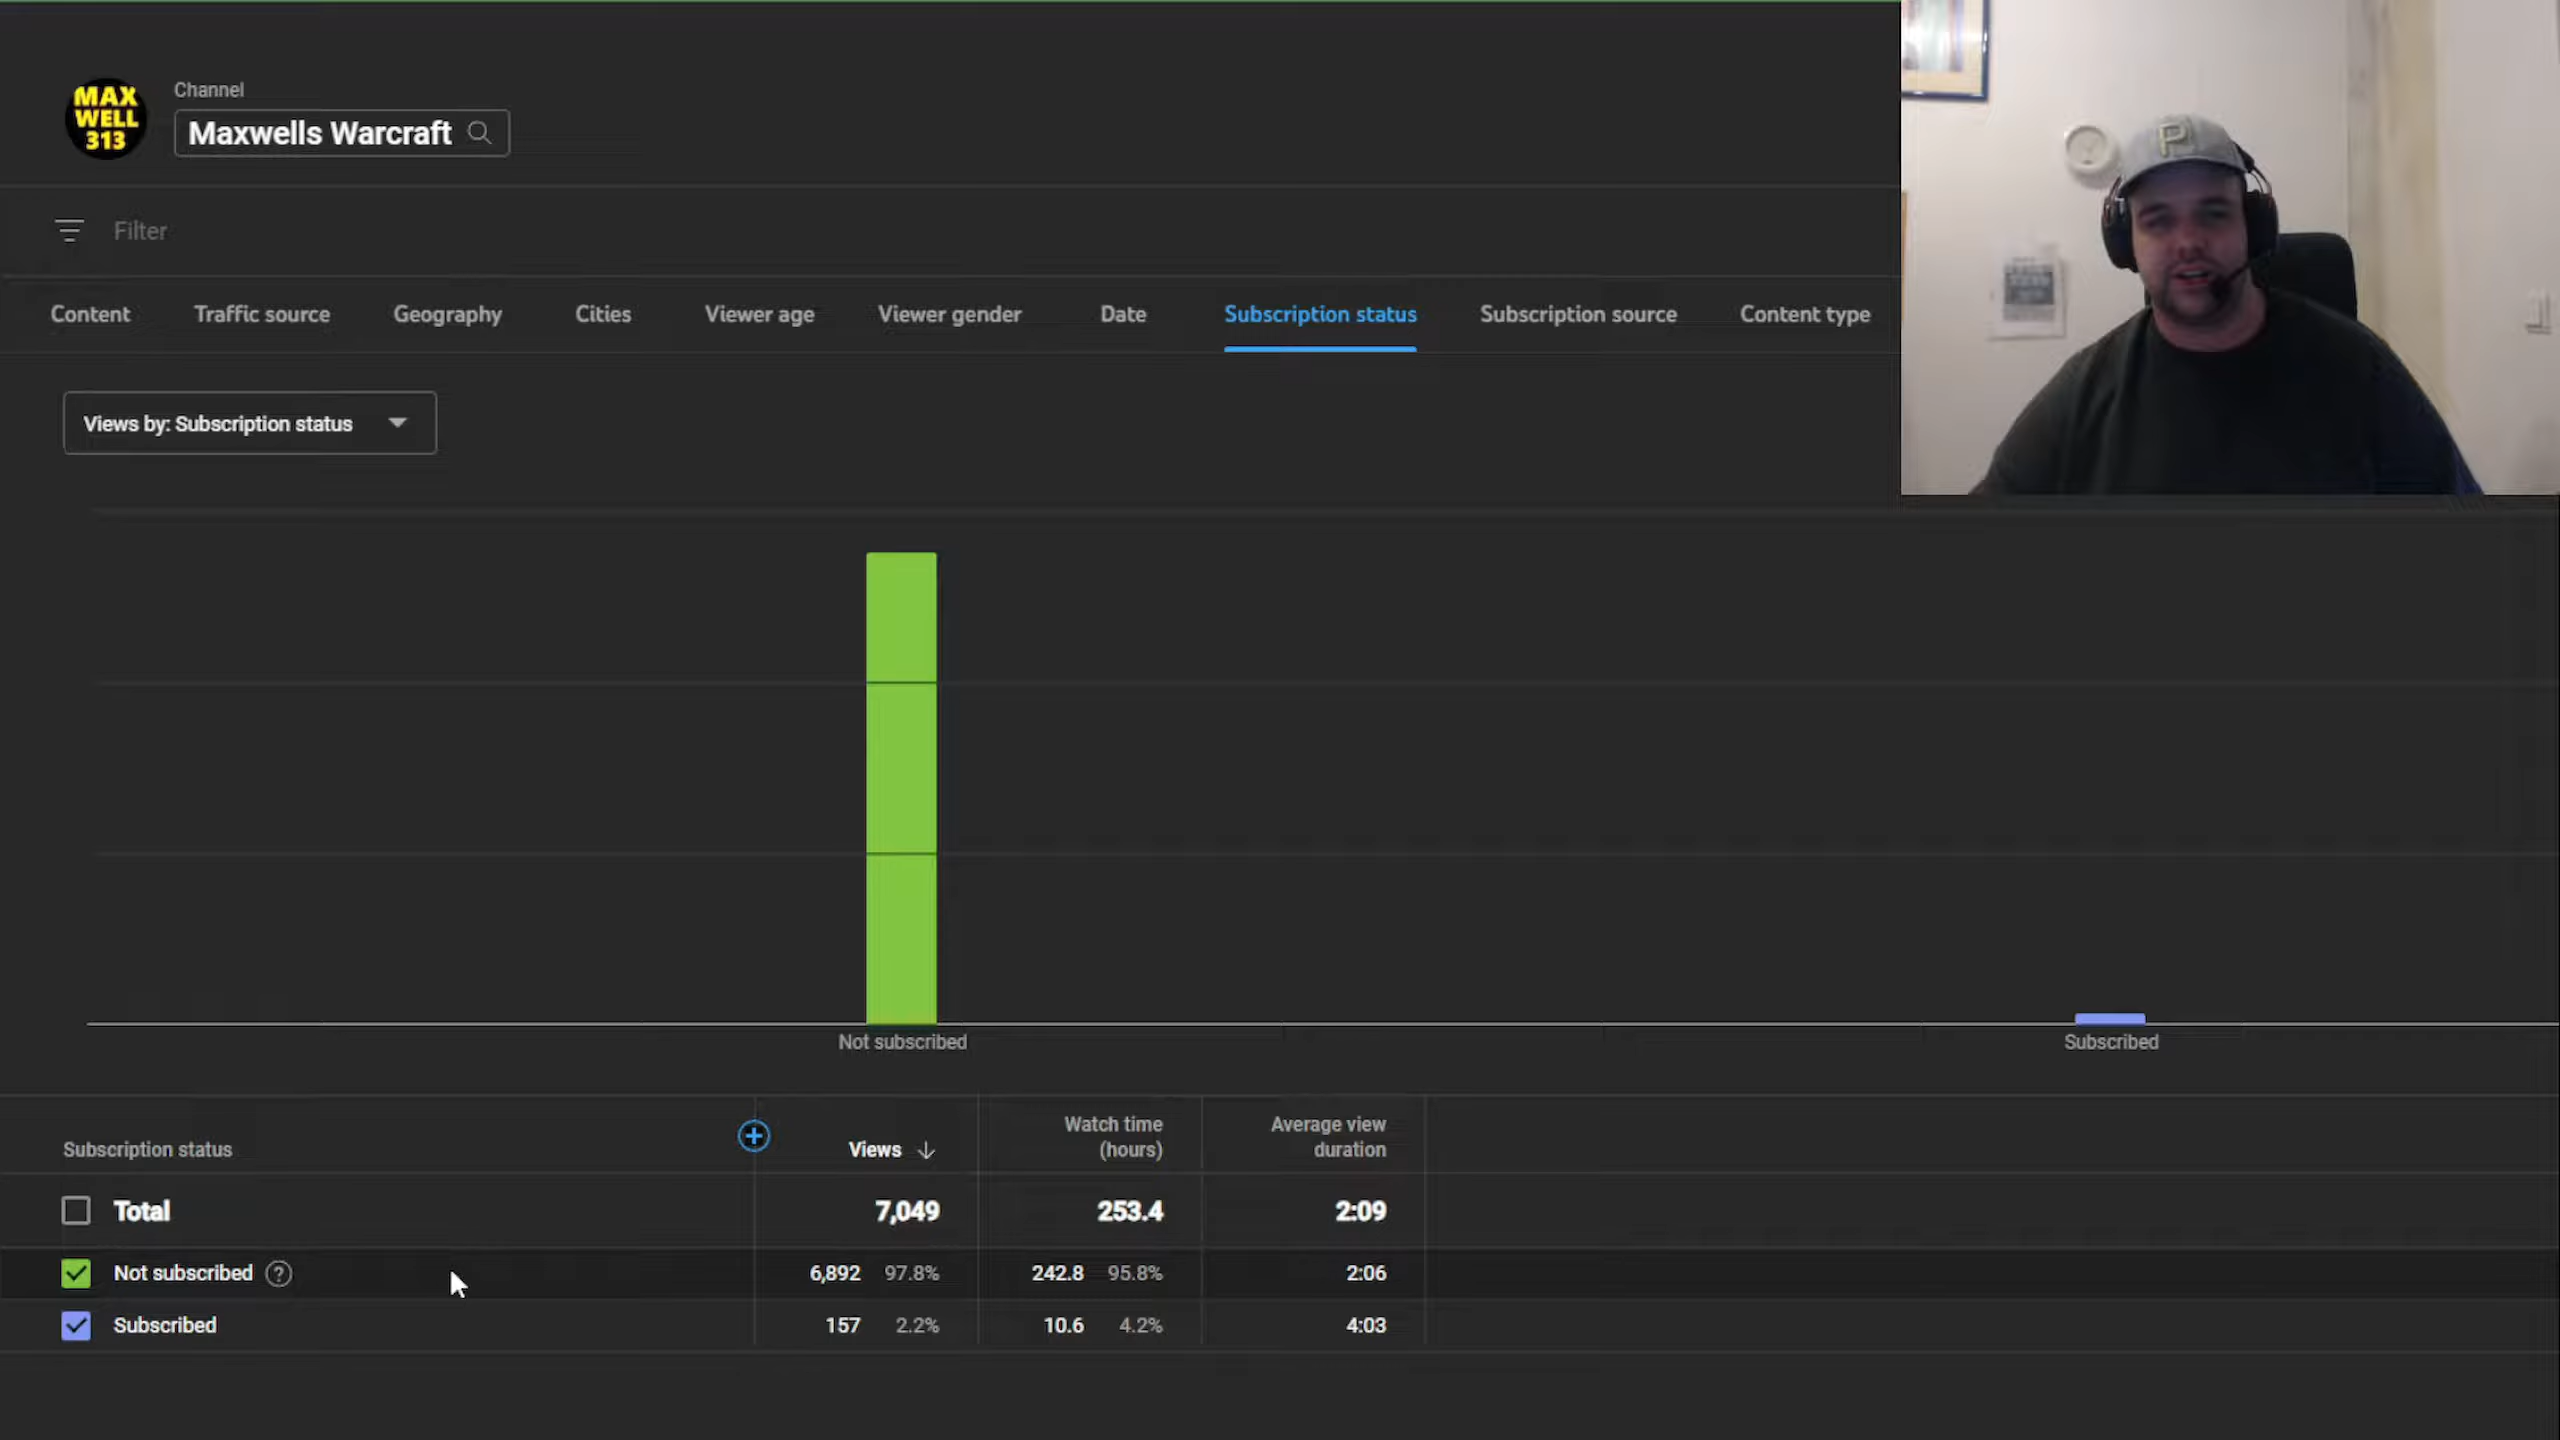 MAX
WELL
313
Channel
Maxwells Warcraft
Filter
Content Traffic source Geography Cities Viewer age Viewer gender Date Subscription status Subscription source Content type
Views by: Subscription status
Not subscribed Subscribed
Subscription status Views Watch time (hours) Average view duration
Total 7,049 253.4 2:09
Not subscribed 6,892 97.8% 242.8 95.8% 2:06
Subscribed 157 2.2% 10.6 4.2% 4:03
P